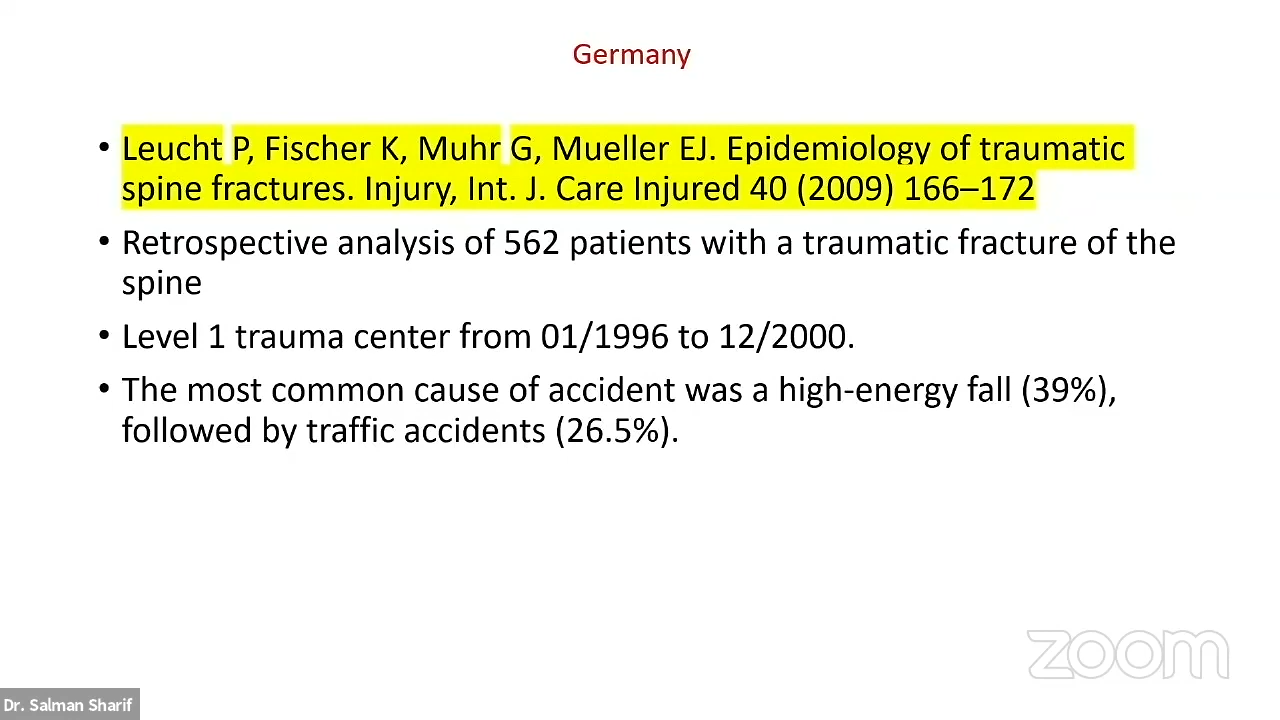 Germany
• Leucht P, Fischer K, Muhr G, Mueller EJ. Epidemiology of traumatic
spine fractures. Injury, Int. J. Care Injured 40 (2009) 166–172
• Retrospective analysis of 562 patients with a traumatic fracture of the
spine
• Level 1 trauma center from 01/1996 to 12/2000.
• The most common cause of accident was a high-energy fall (39%),
followed by traffic accidents (26.5%).
zoom
Dr. Salman Sharif